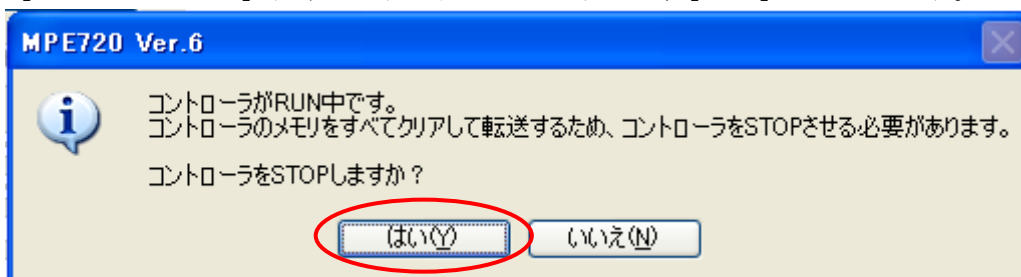 MPE720 Ver.6
コントローラがRUN中です。
コントローラのメモリをすべてクリアして転送するため、コントローラをSTOPさせる必要があります。
コントローラをSTOPしますか？
はい(Y)
いいえ(N)